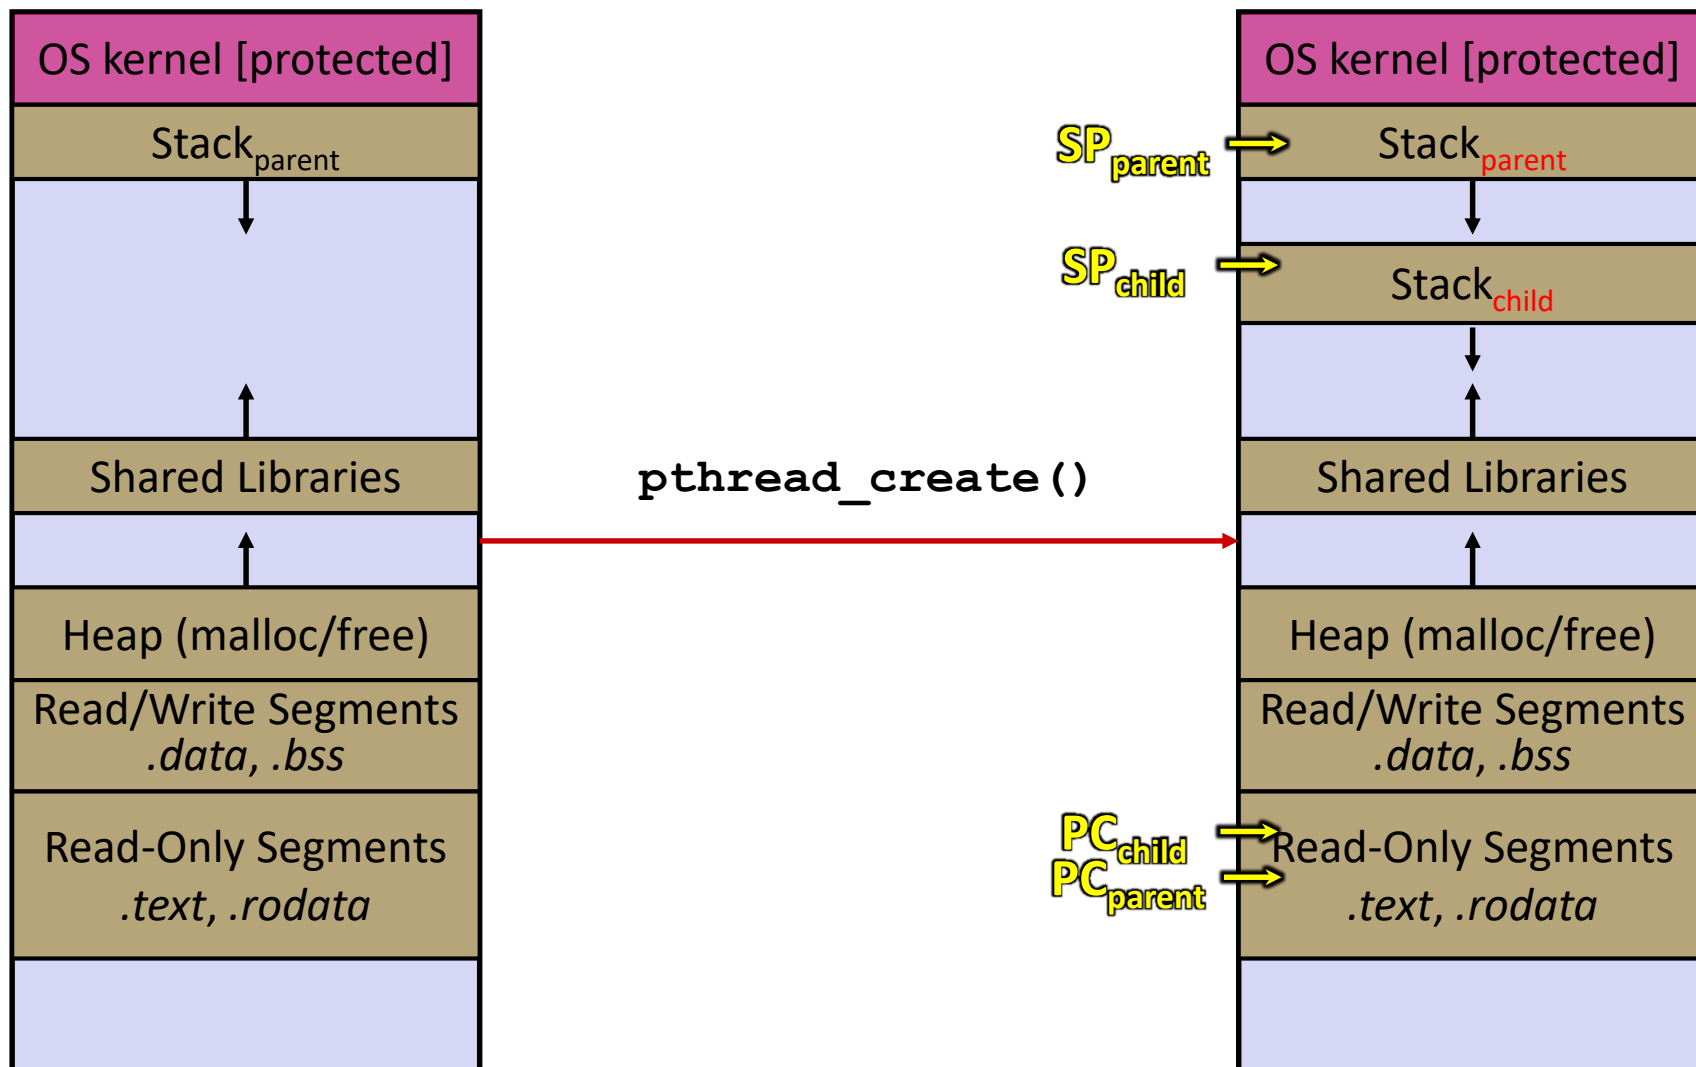 OS kernel [protected]
Stackparent
Shared Libraries
Heap (malloc/free)
Read/Write Segments
.data, .bss
Read-Only Segments
.text, .rodata
pthread_create()
SPparent
SPchild
PCchild
PCparent
OS kernel [protected]
Stackparent
Stackchild
Shared Libraries
Heap (malloc/free)
Read/Write Segments
.data, .bss
Read-Only Segments
.text, .rodata